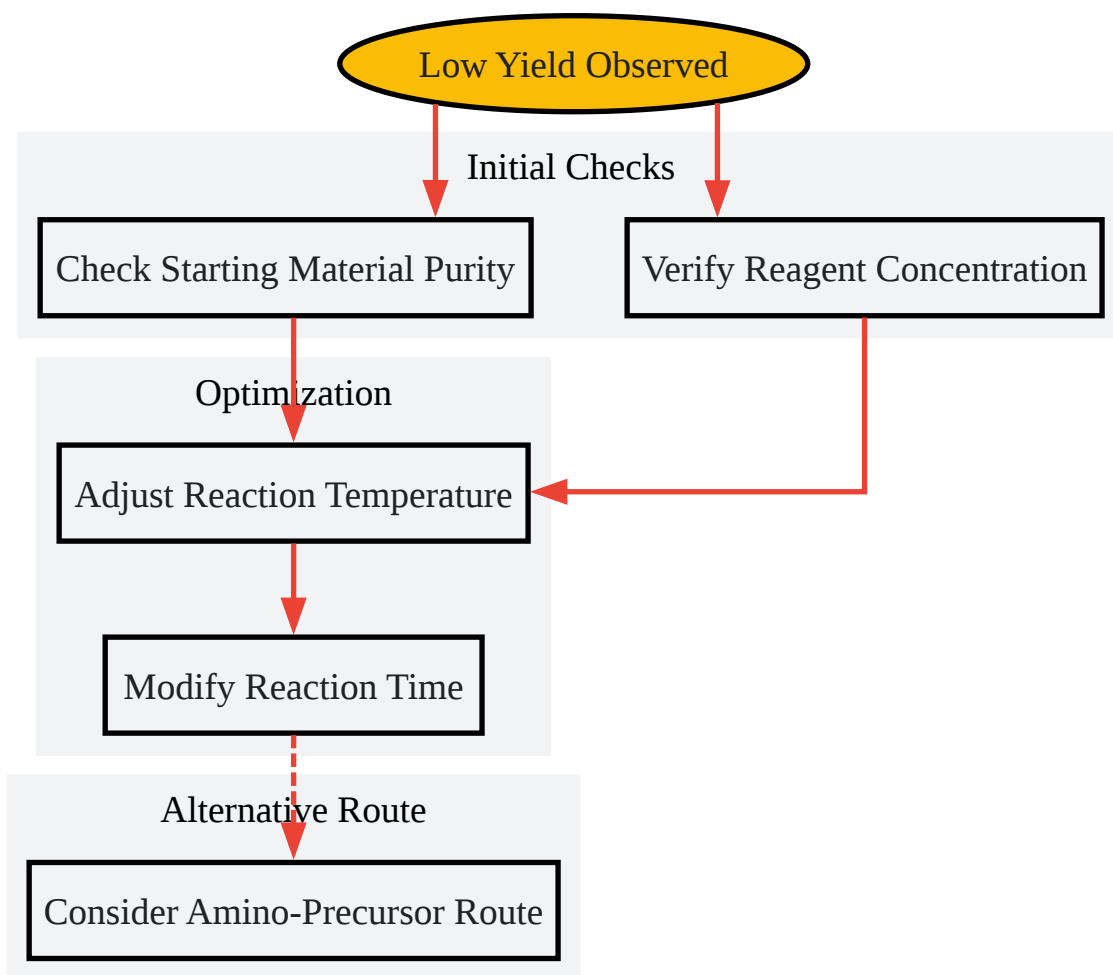 Low Yield Observed
Initial Checks
Check Starting Material Purity
Verify Reagent Concentration
Optimization
Adjust Reaction Temperature
Modify Reaction Time
Alternative Route
Consider Amino-Precursor Route